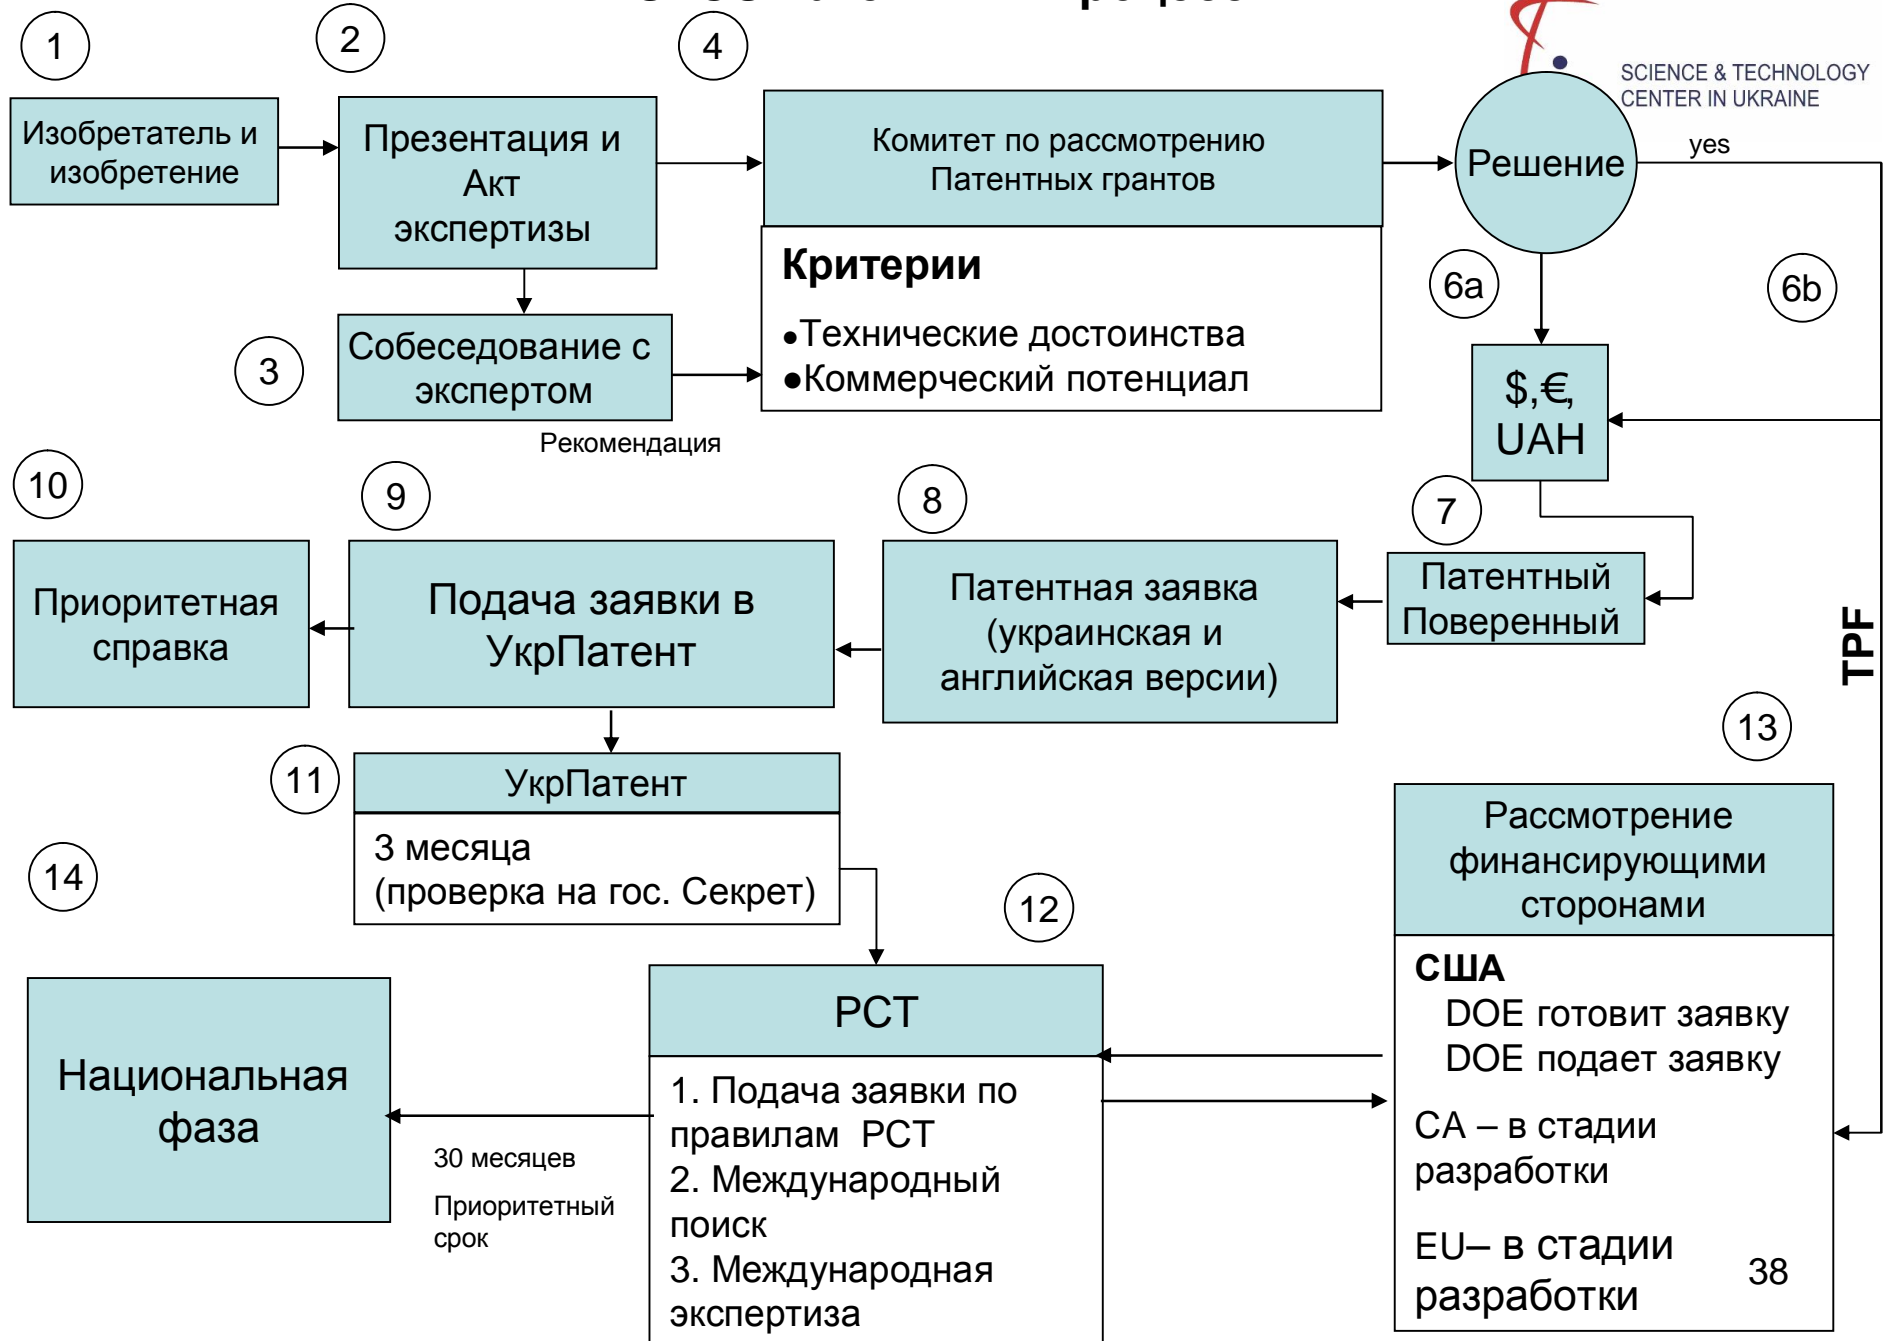 1
2
4
SCIENCE & TECHNOLOGY
CENTER IN UKRAINE
Изобретатель и
изобретение
Презентация и
Акт
экспертизы
Комитет по рассмотрению
Патентных грантов
Решение
yes
Критерии
•Технические достоинства
•Коммерческий потенциал
6a
6b
3
Собеседование с
экспертом
Рекомендация
$,€,
UAH
10
9
8
7
Приоритетная
справка
Подача заявки в
УкрПатент
Патентная заявка
(украинская и
английская версии)
Патентный
Поверенный
TPF
13
11
УкрПатент
3 месяца
(проверка на гос. Секрет)
14
12
Рассмотрение
финансирующими
сторонами
США
DOE готовит заявку
DOE подает заявку
СА – в стадии
разработки
EU– в стадии
разработки
38
Национальная
фаза
30 месяцев
Приоритетный
срок
РСТ
1. Подача заявки по
правилам РСТ
2. Международный
поиск
3. Международная
экспертиза